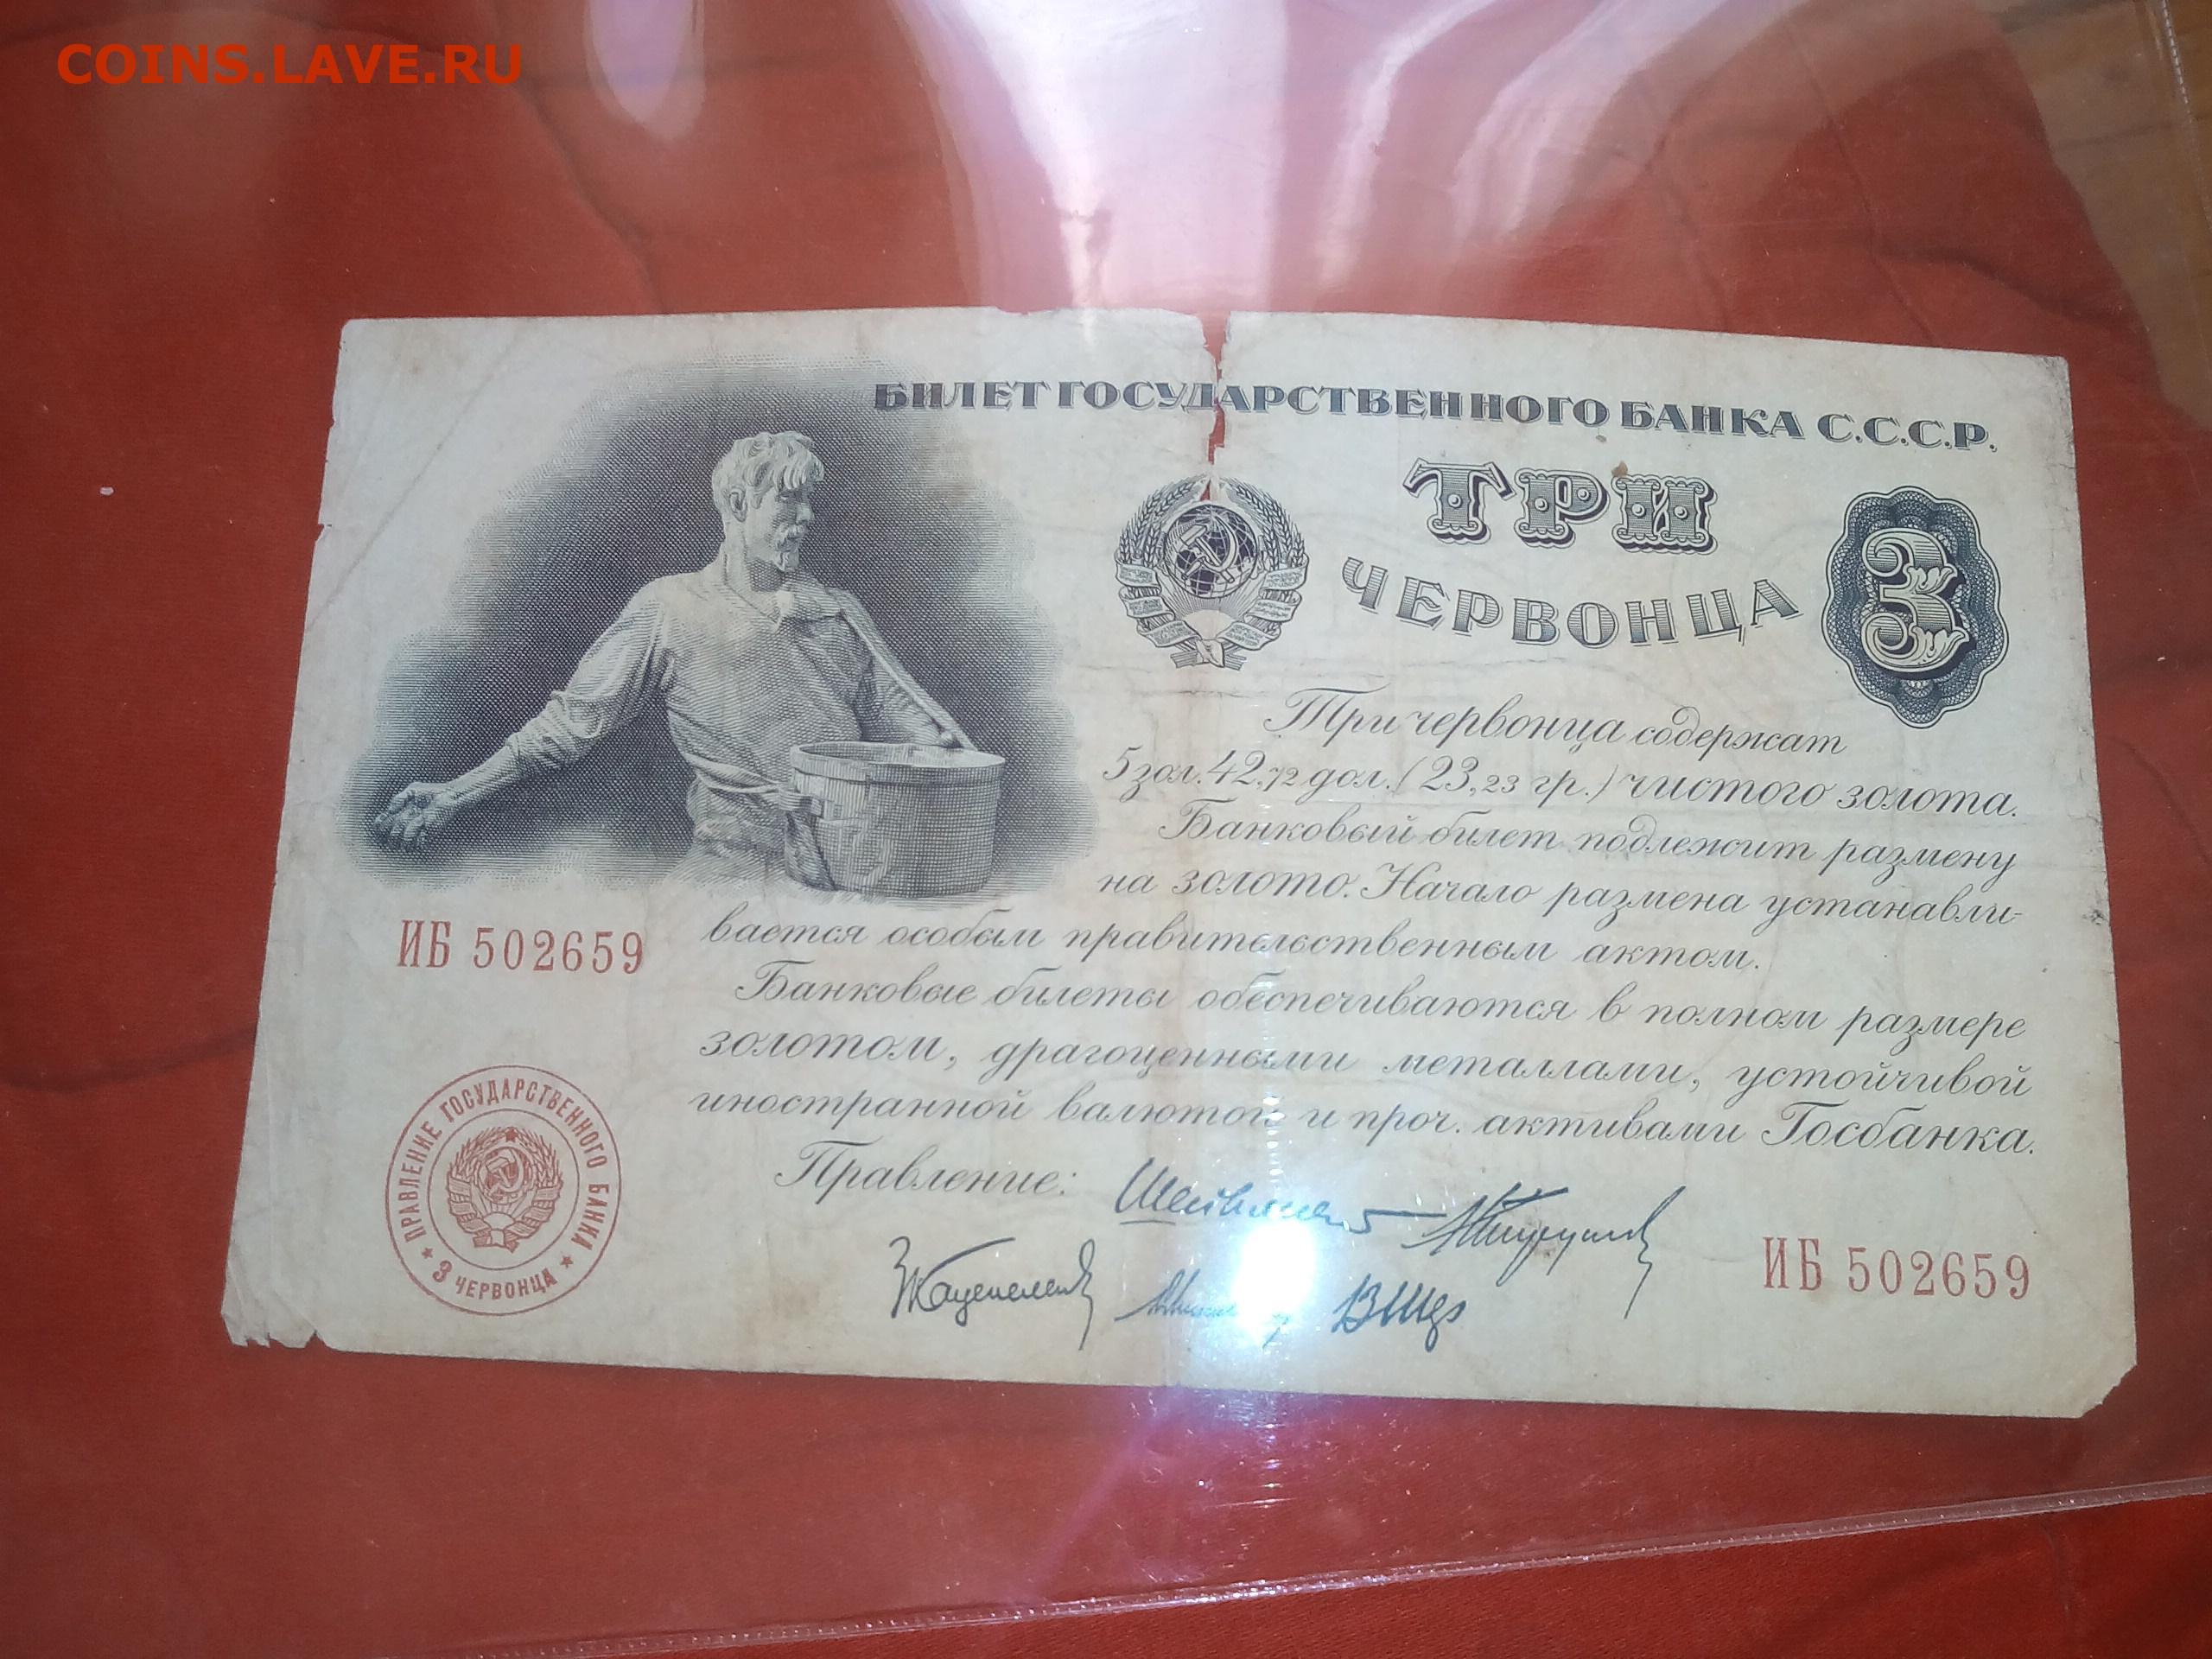 COINS.LAVE.RU
БИЛЕТ ГОСУДАРСТВЕННОГО БАНКА С.С.С.Р.
ТРИ
ЧЕРВОНЦА
3
Три червонца содержат
5 зол. 42,72 дол. (23,23 гр.) чистого золота.
Банковый билет подлежит размену
на золото. Начало размена устанавли-
вается особым правительственным актом.
Банковые билеты обеспечиваются в полном размере
золотом, драгоценными металлами, устойчивой
иностранной валютой и проч. активами Госбанка.
Правление:
ИБ 502659
ПРАВЛЕНИЕ ГОСУДАРСТВЕННОГО БАНКА
3 ЧЕРВОНЦА
ИБ 502659